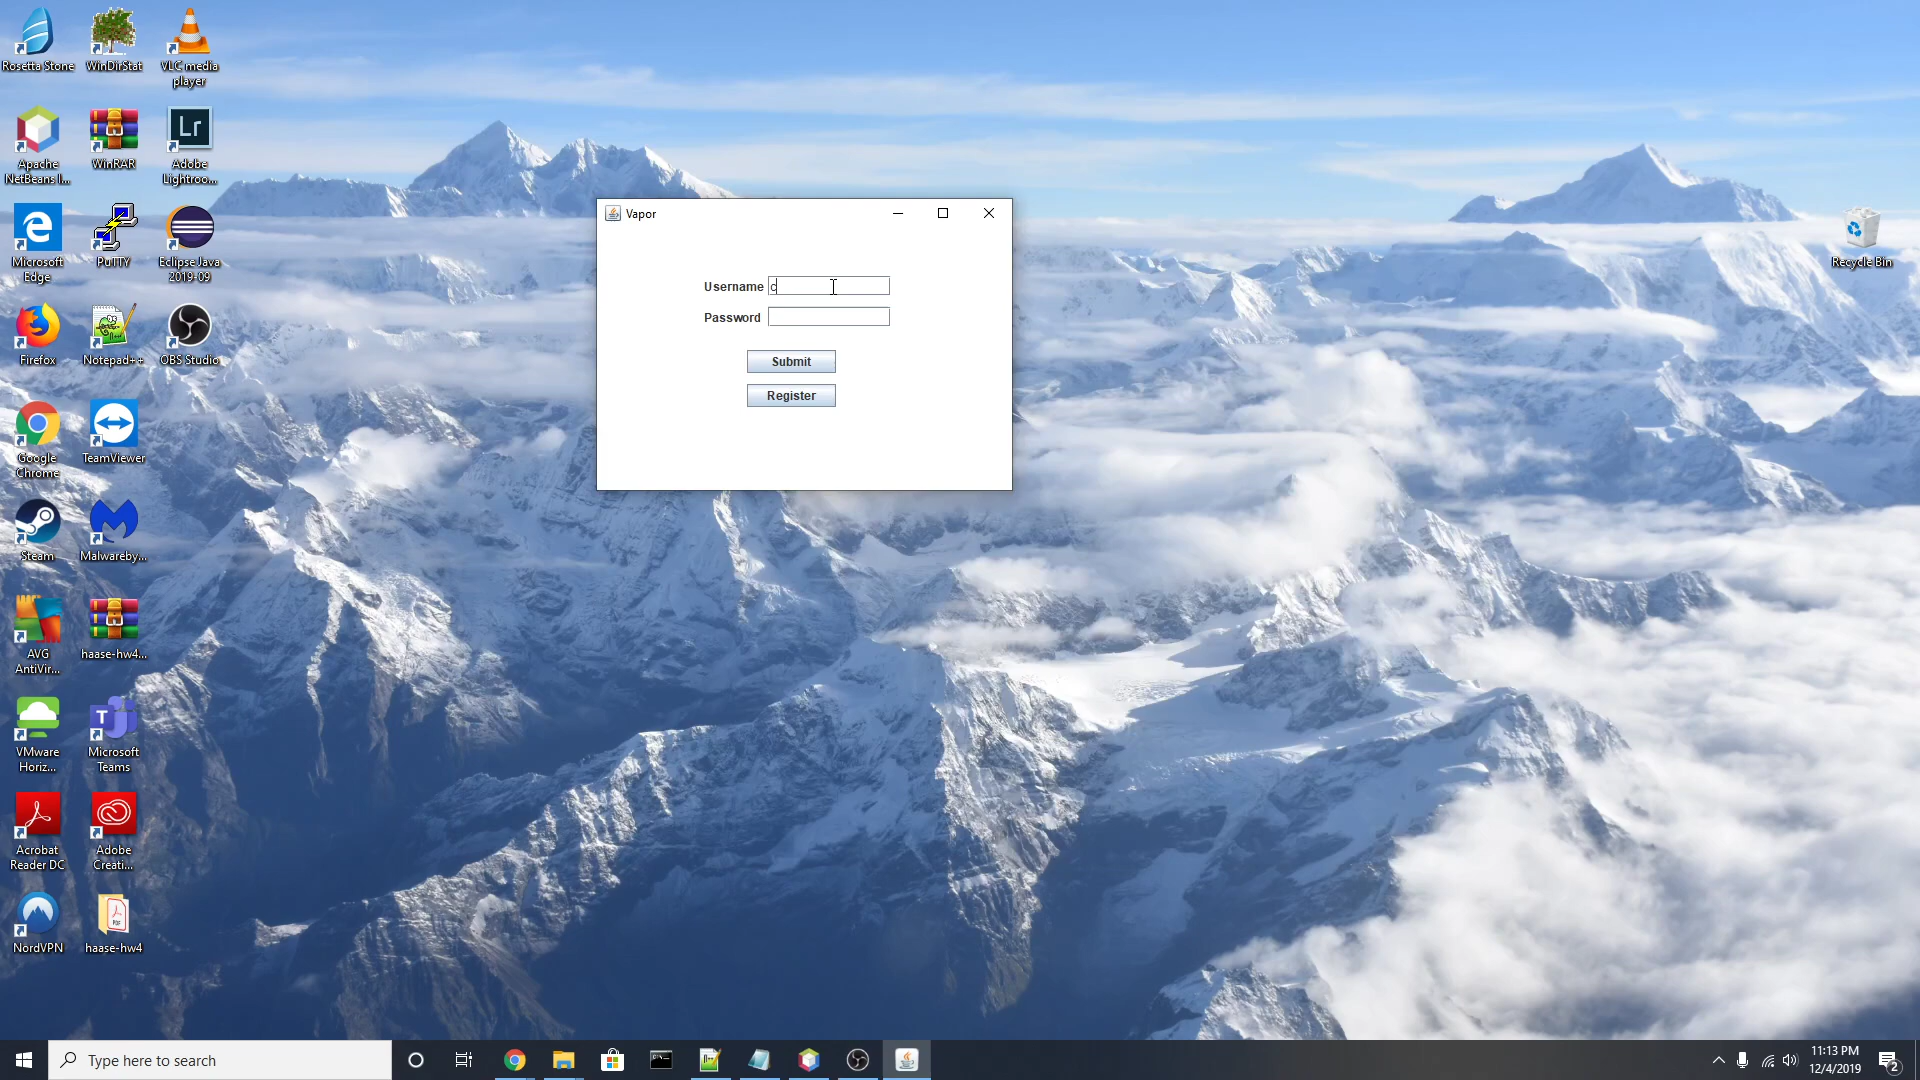 Rosetta Stone
WinDirStat
VLC media
player
Apache
NetBeans I...
WinRAR
Adobe
Lightroo...
Lr
Microsoft
Edge
PuTTY
Eclipse Java
2019-09
Firefox
Notepad++
OBS Studio
Google
Chrome
TeamViewer
Steam
Malwareby...
AVG
AntiVir...
haase-hw4...
VMware
Horiz...
Microsoft
Teams
T
Acrobat
Reader DC
Adobe
Creati...
NordVPN
haase-hw4
PDF
Vapor
Username c
Password
Submit
Register
Recycle Bin
Type here to search
11:13 PM
12/4/2019
2